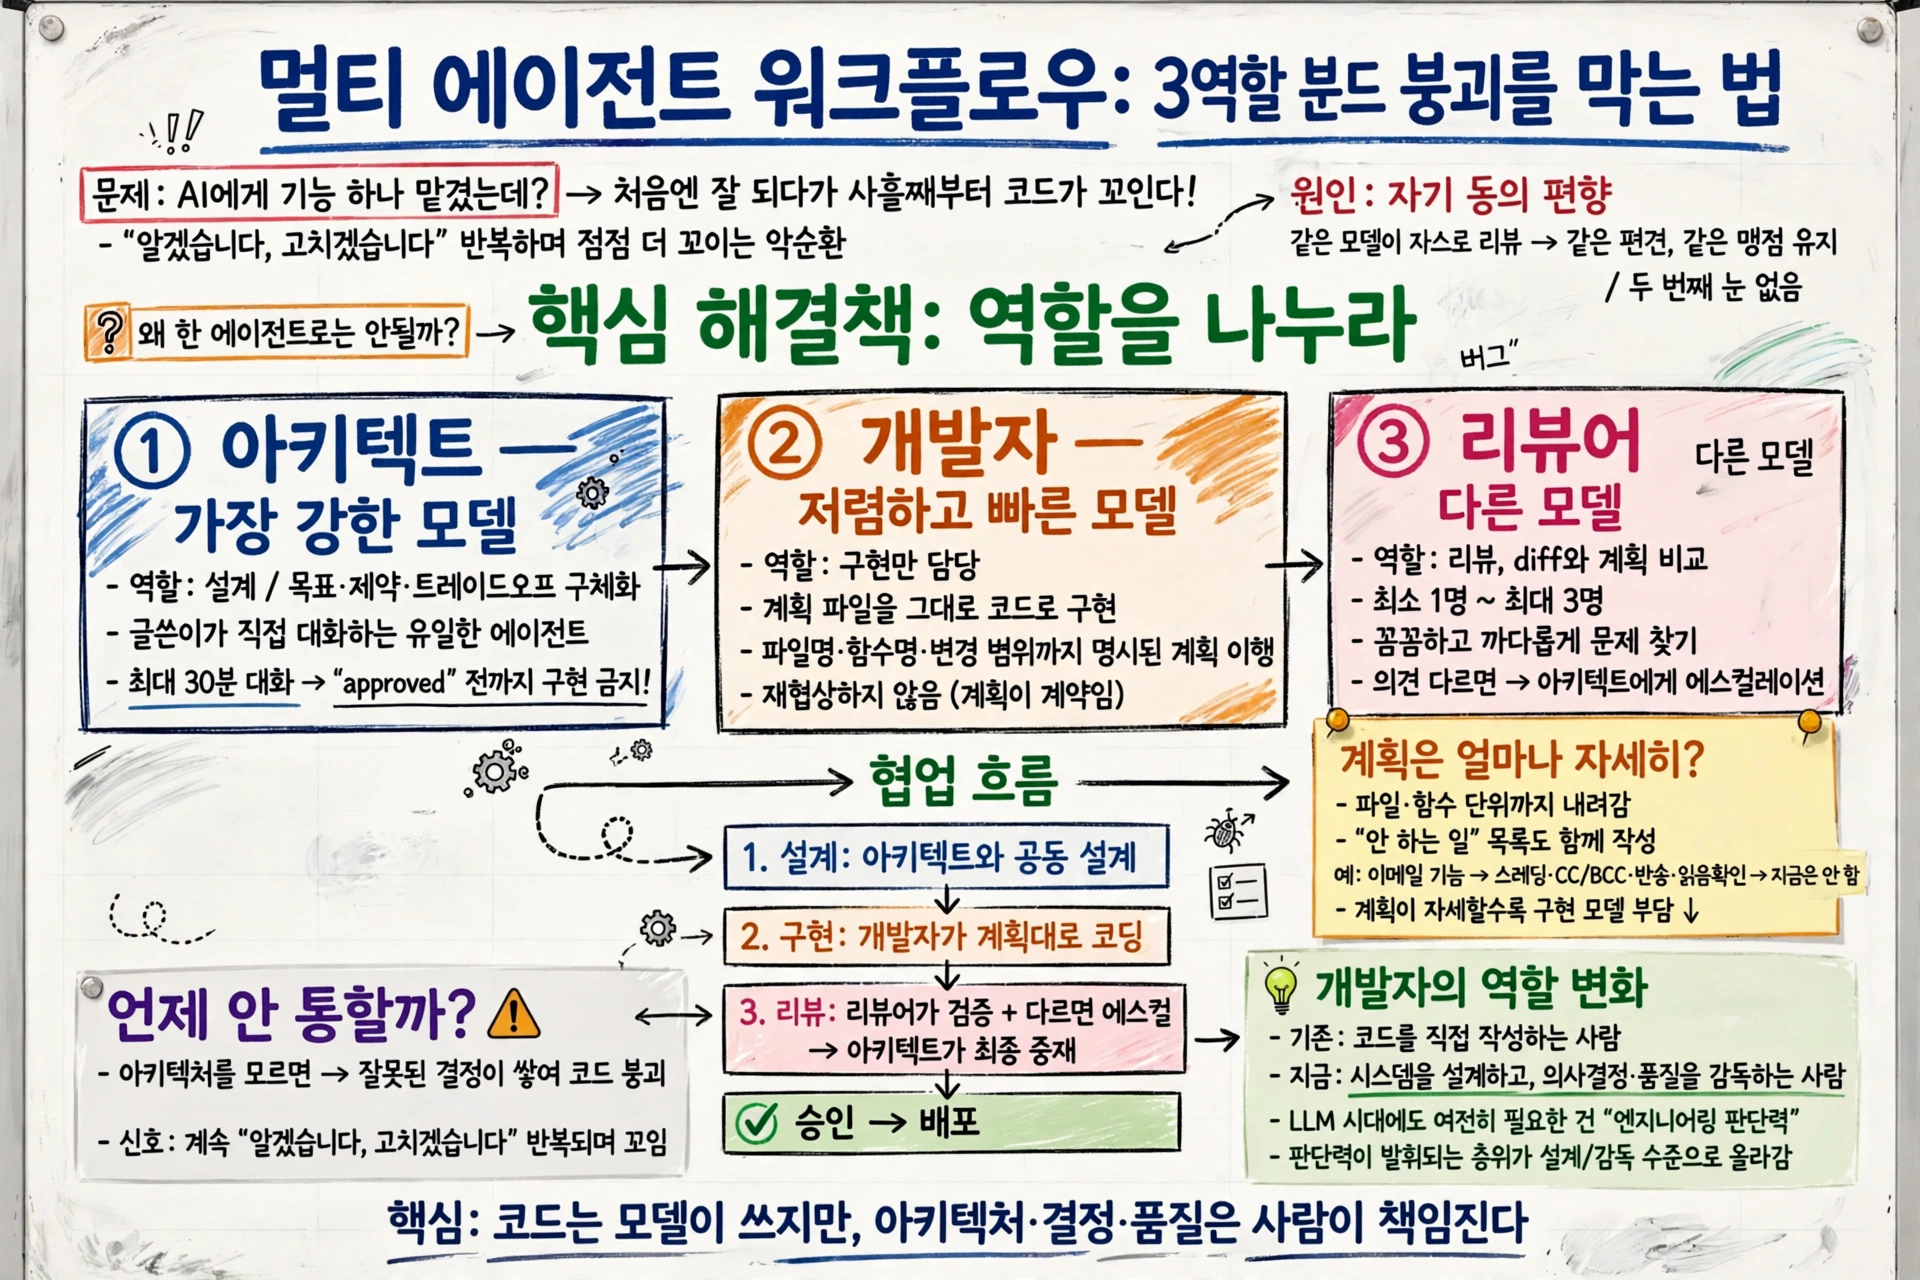 멀티 에이전트 워크플로우: 3역할 분드 붕괴를 막는 법
문제: AI에게 기능 하나 맡겼는데? → 처음엔 잘 되다가 사흘째부터 코드가 꼬인다!
- “알겠습니다, 고치겠습니다” 반복하며 점점 더 꼬이는 악순환
원인: 자기 동의 편향
같은 모델이 자스로 리뷰 → 같은 편견, 같은 맹점 유지
/ 두 번째 눈 없음
? 왜 한 에이전트로는 안될까? →
핵심 해결책: 역할을 나누라
버그”
① 아키텍트 —
가장 강한 모델
- 역할: 설계 / 목표·제약·트레이드오프 구체화
- 글쓴이가 직접 대화하는 유일한 에이전트
- 최대 30분 대화 → “approved” 전까지 구현 금지!
② 개발자 —
저렴하고 빠른 모델
- 역할: 구현만 담당
- 계획 파일을 그대로 코드로 구현
- 파일명·함수명·변경 범위까지 명시된 계획 이행
- 재협상하지 않음 (계획이 계약임)
③ 리뷰어
다른 모델
다른 모델
- 역할: 리뷰, diff와 계획 비교
- 최소 1명 ~ 최대 3명
- 꼼꼼하고 까다롭게 문제 찾기
- 의견 다르면 → 아키텍트에게 에스컬레이션
협업 흐름
1. 설계: 아키텍트와 공동 설계
2. 구현: 개발자가 계획대로 코딩
3. 리뷰: 리뷰어가 검증 + 다르면 에스컬
→ 아키텍트가 최종 중재
승인 → 배포
계획은 얼마나 자세히?
- 파일·함수 단위까지 내려감
- “안 하는 일” 목록도 함께 작성
예: 이메일 기능 → 스레딩·CC/BCC·반송·읽음확인 → 지금은 안 함
- 계획이 자세할수록 구현 모델 부담 ↓
언제 안 통할까?
- 아키텍처를 모르면 → 잘못된 결정이 쌓여 코드 붕괴
- 신호: 계속 “알겠습니다, 고치겠습니다” 반복되며 꼬임
개발자의 역할 변화
- 기존: 코드를 직접 작성하는 사람
- 지금: 시스템을 설계하고, 의사결정·품질을 감독하는 사람
- LLM 시대에도 여전히 필요한 건 “엔지니어링 판단력”
- 판단력이 발휘되는 층위가 설계/감독 수준으로 올라감
핵심: 코드는 모델이 쓰지만, 아키텍처·결정·품질은 사람이 책임진다